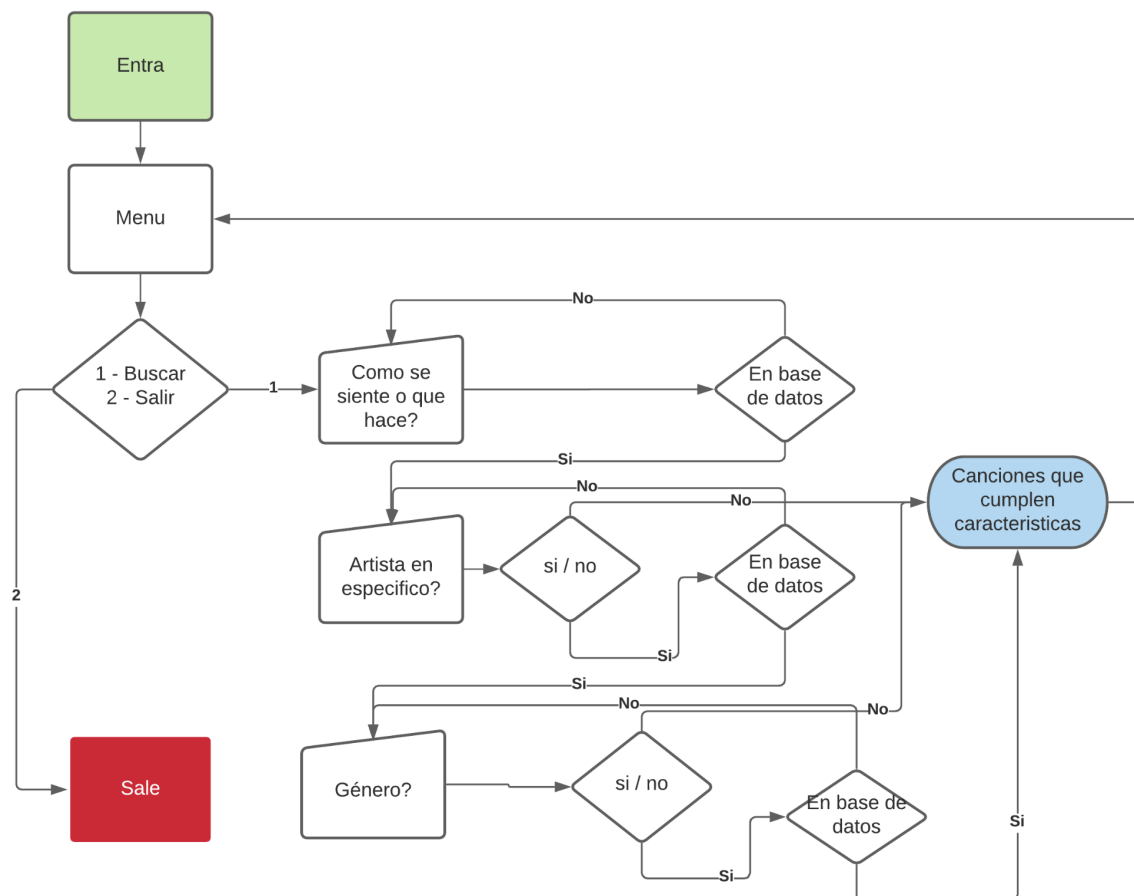 Entra
Menu
1 - Buscar
2 - Salir
1
Como se
siente o que
hace?
No
En base
de datos
Si
No
No
Artista en
especifico?
si / no
En base
de datos
Si
Canciones que
cumplen
caracteristicas
2
Si
No
No
Género?
si / no
En base de
datos
Si
Si
Sale